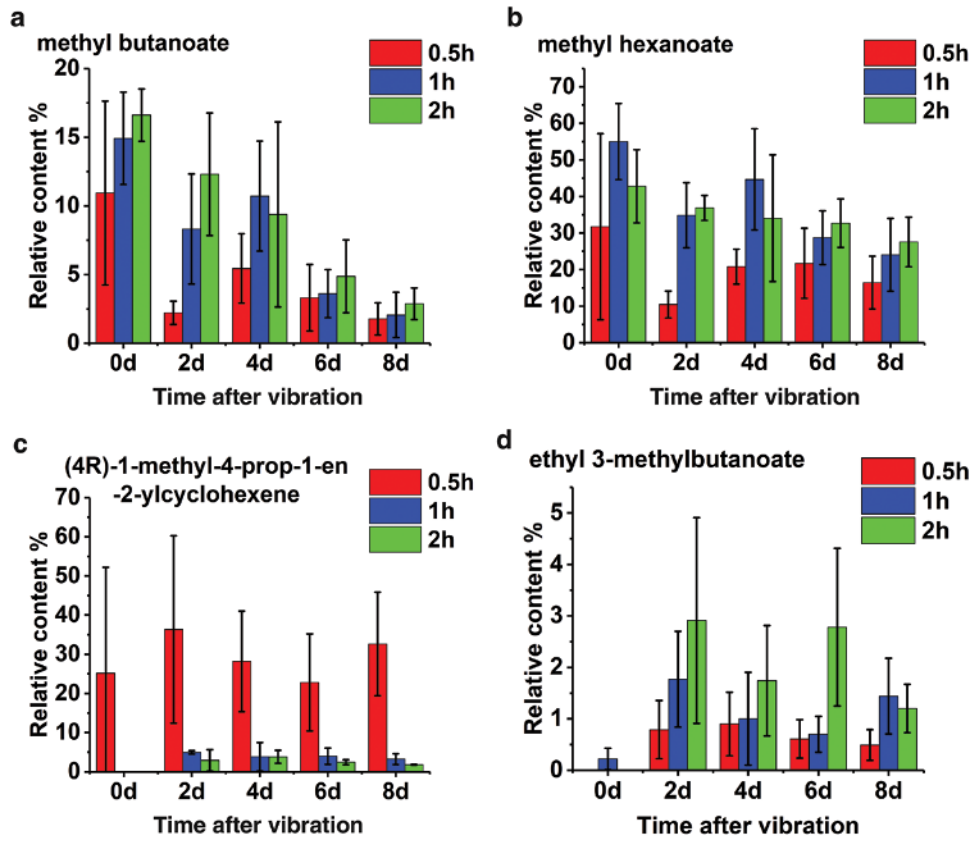 a
methyl butanoate
0.5h
1h
2h
Relative content %
20
15
10
5
0
0d 2d 4d 6d 8d
Time after vibration
b
methyl hexanoate
0.5h
1h
2h
Relative content %
70
60
50
40
30
20
10
0
0d 2d 4d 6d 8d
Time after vibration
c
(4R)-1-methyl-4-prop-1-en
-2-ylcyclohexene
0.5h
1h
2h
Relative content %
70
60
50
40
30
20
10
0
0d 2d 4d 6d 8d
Time after vibration
d
ethyl 3-methylbutanoate
0.5h
1h
2h
Relative content %
5
4
3
2
1
0
0d 2d 4d 6d 8d
Time after vibration